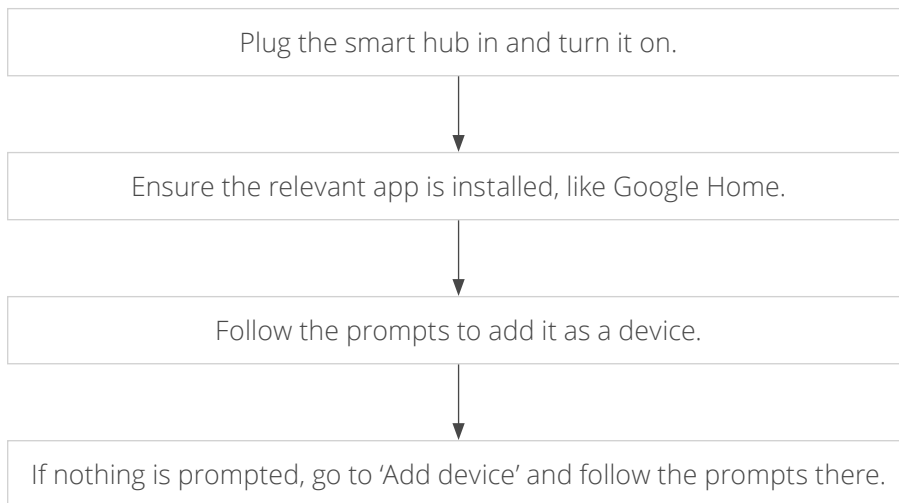 Plug the smart hub in and turn it on.
Ensure the relevant app is installed, like Google Home.
Follow the prompts to add it as a device.
If nothing is prompted, go to ‘Add device’ and follow the prompts there.